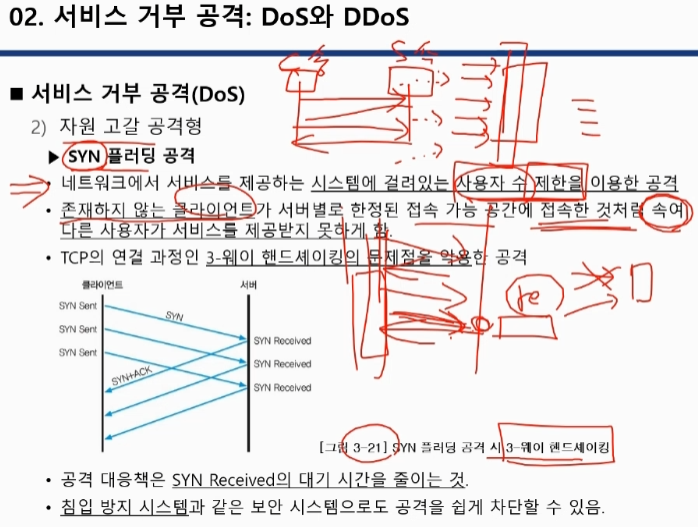 02. 서비스 거부 공격: DoS와 DDoS
■ 서비스 거부 공격(DoS)
2) 자원 고갈 공격형
▶ SYN 플러딩 공격
• 네트워크에서 서비스를 제공하는 시스템에 걸려있는 사용자 수 제한을 이용한 공격
• 존재하지 않는 클라이언트가 서버별로 한정된 접속 가능 공간에 접속한 것처럼 속여
다른 사용자가 서비스를 제공받지 못하게 함.
• TCP의 연결 과정인 3-웨이 핸드셰이킹의 문제점을 악용한 공격
클라이언트 서버
SYN Sent
SYN
SYN Sent
SYN Received
SYN Sent
SYN Received
SYN+ACK
SYN Received
[그림 3-21] SYN 플러딩 공격 시 3-웨이 핸드셰이킹
• 공격 대응책은 SYN Received의 대기 시간을 줄이는 것.
• 침입 방지 시스템과 같은 보안 시스템으로도 공격을 쉽게 차단할 수 있음.